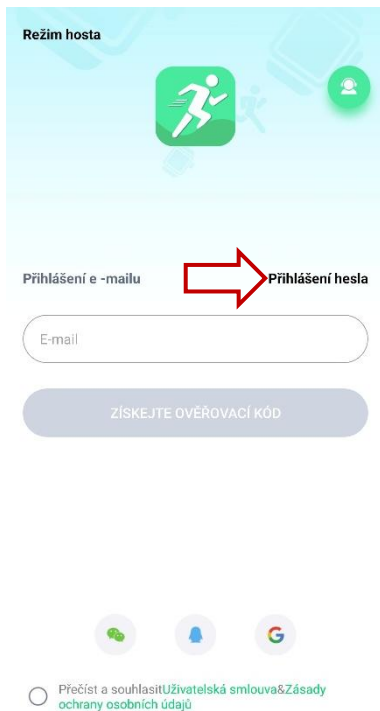 Režim hosta
Přihlášení e -mailu
Přihlášení hesla
E-mail
ZÍSKEJTE OVĚŘOVACÍ KÓD
Přečíst a souhlasitUživatelská smlouva&Zásady
ochrany osobních údajů